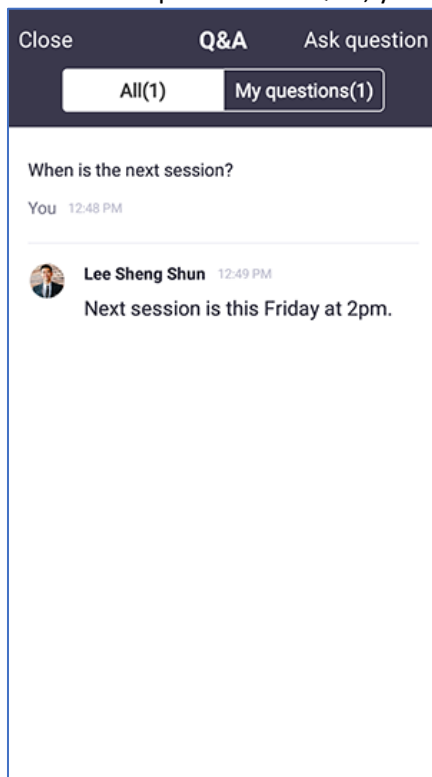 Close Q&A Ask question
All(1) My questions(1)
When is the next session?
You 12:48 PM
Lee Sheng Shun 12:49 PM
Next session is this Friday at 2pm.